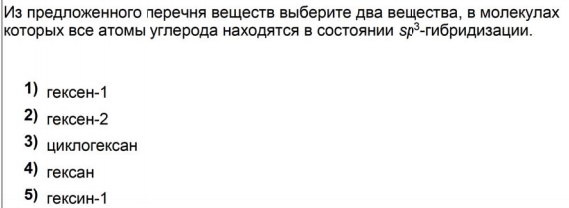 Из предложенного перечня веществ выберите два вещества, в молекулах
которых все атомы углерода находятся в состоянии sp³-гибридизации.
1) гексен-1
2) гексен-2
3) циклогексан
4) гексан
5) гексин-1